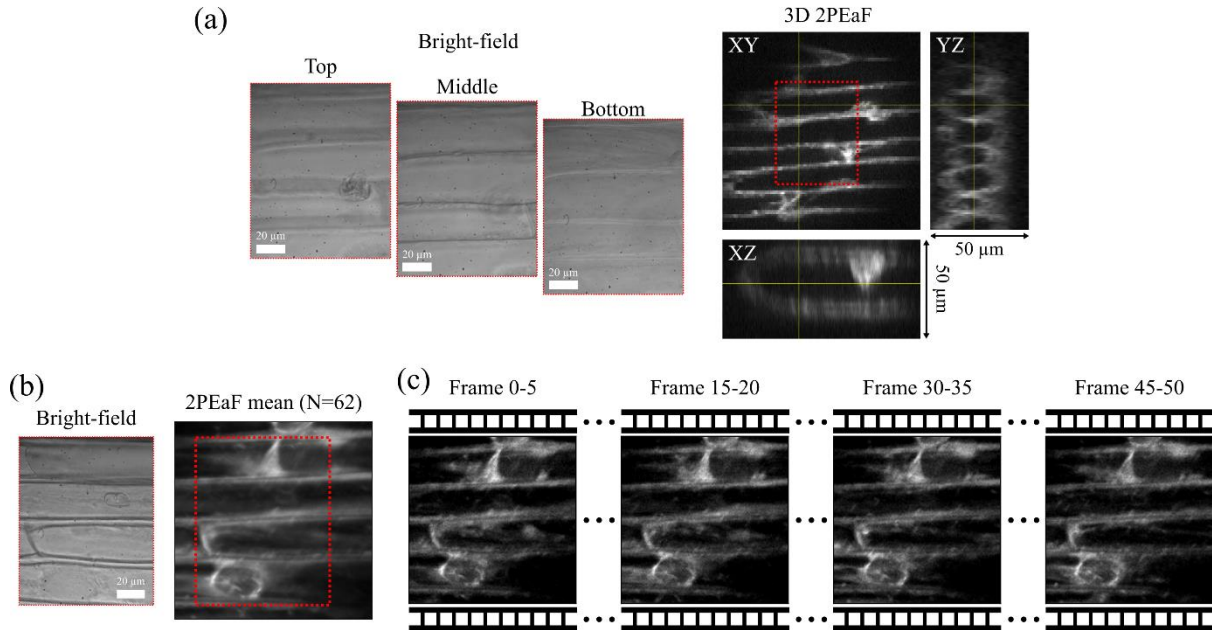 (a)
Bright-field
Top
Middle
Bottom
20 µm
20 µm
20 µm
3D 2PEaF
XY
YZ
XZ
50 µm
50 µm
(b)
Bright-field
2PEaF mean (N=62)
20 µm
(c)
Frame 0-5
Frame 15-20
Frame 30-35
Frame 45-50